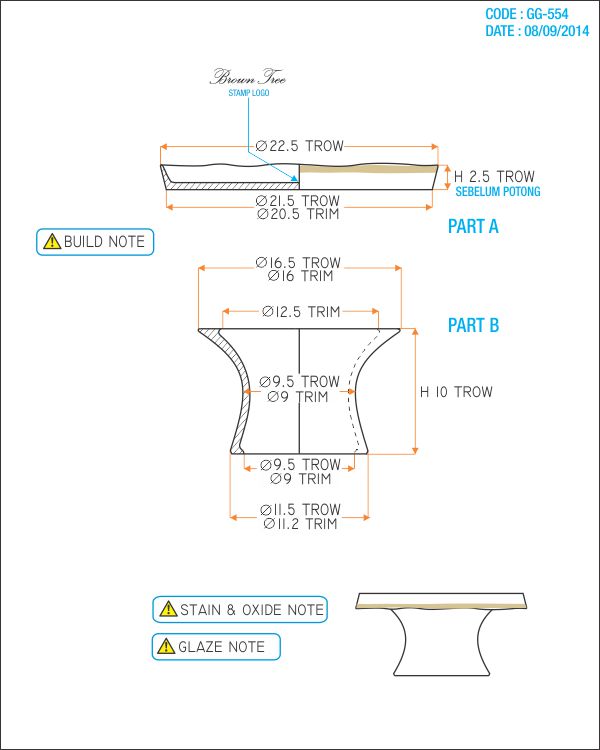 CODE : GG-554
DATE : 08/09/2014
Brown Tree
STAMP LOGO
Ø22.5 TROW
H 2.5 TROW
SEBELUM POTONG
Ø21.5 TROW
Ø20.5 TRIM
PART A
BUILD NOTE
Ø16.5 TROW
Ø16 TRIM
Ø12.5 TRIM
PART B
Ø9.5 TROW
Ø9 TRIM
H 10 TROW
Ø9.5 TROW
Ø9 TRIM
Ø11.5 TROW
Ø11.2 TRIM
STAIN & OXIDE NOTE
GLAZE NOTE